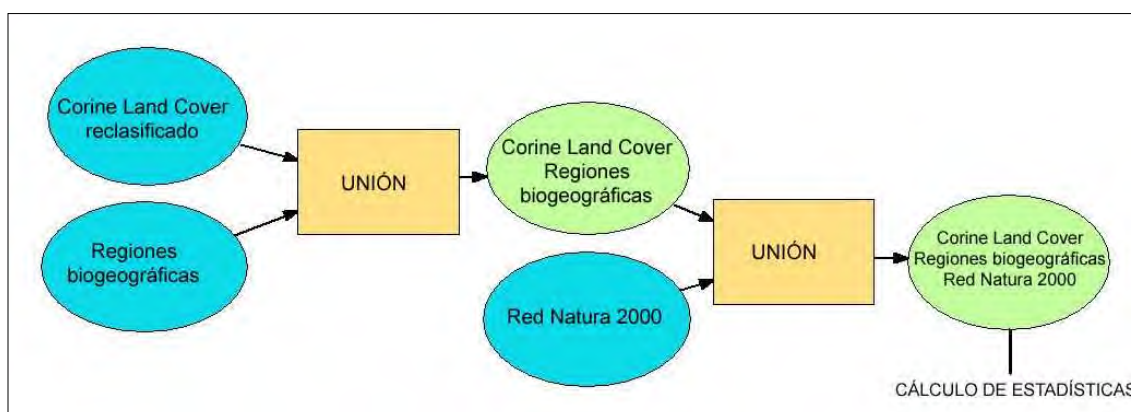 Corine Land Cover
reclasificado
Regiones
biogeográficas
UNIÓN
Corine Land Cover
Regiones
biogeográficas
Red Natura 2000
UNIÓN
Corine Land Cover
Regiones biogeográficas
Red Natura 2000
CÁLCULO DE ESTADÍSTICAS